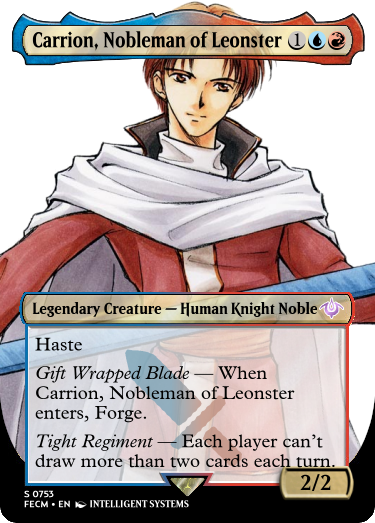 Carrion, Nobleman of Leonster 1
Legendary Creature — Human Knight Noble
Haste
Gift Wrapped Blade — When
Carrion, Nobleman of Leonster
enters, Forge.
Tight Regiment — Each player can't
draw more than two cards each turn.
2/2
S 0753
FECM • EN INTELLIGENT SYSTEMS